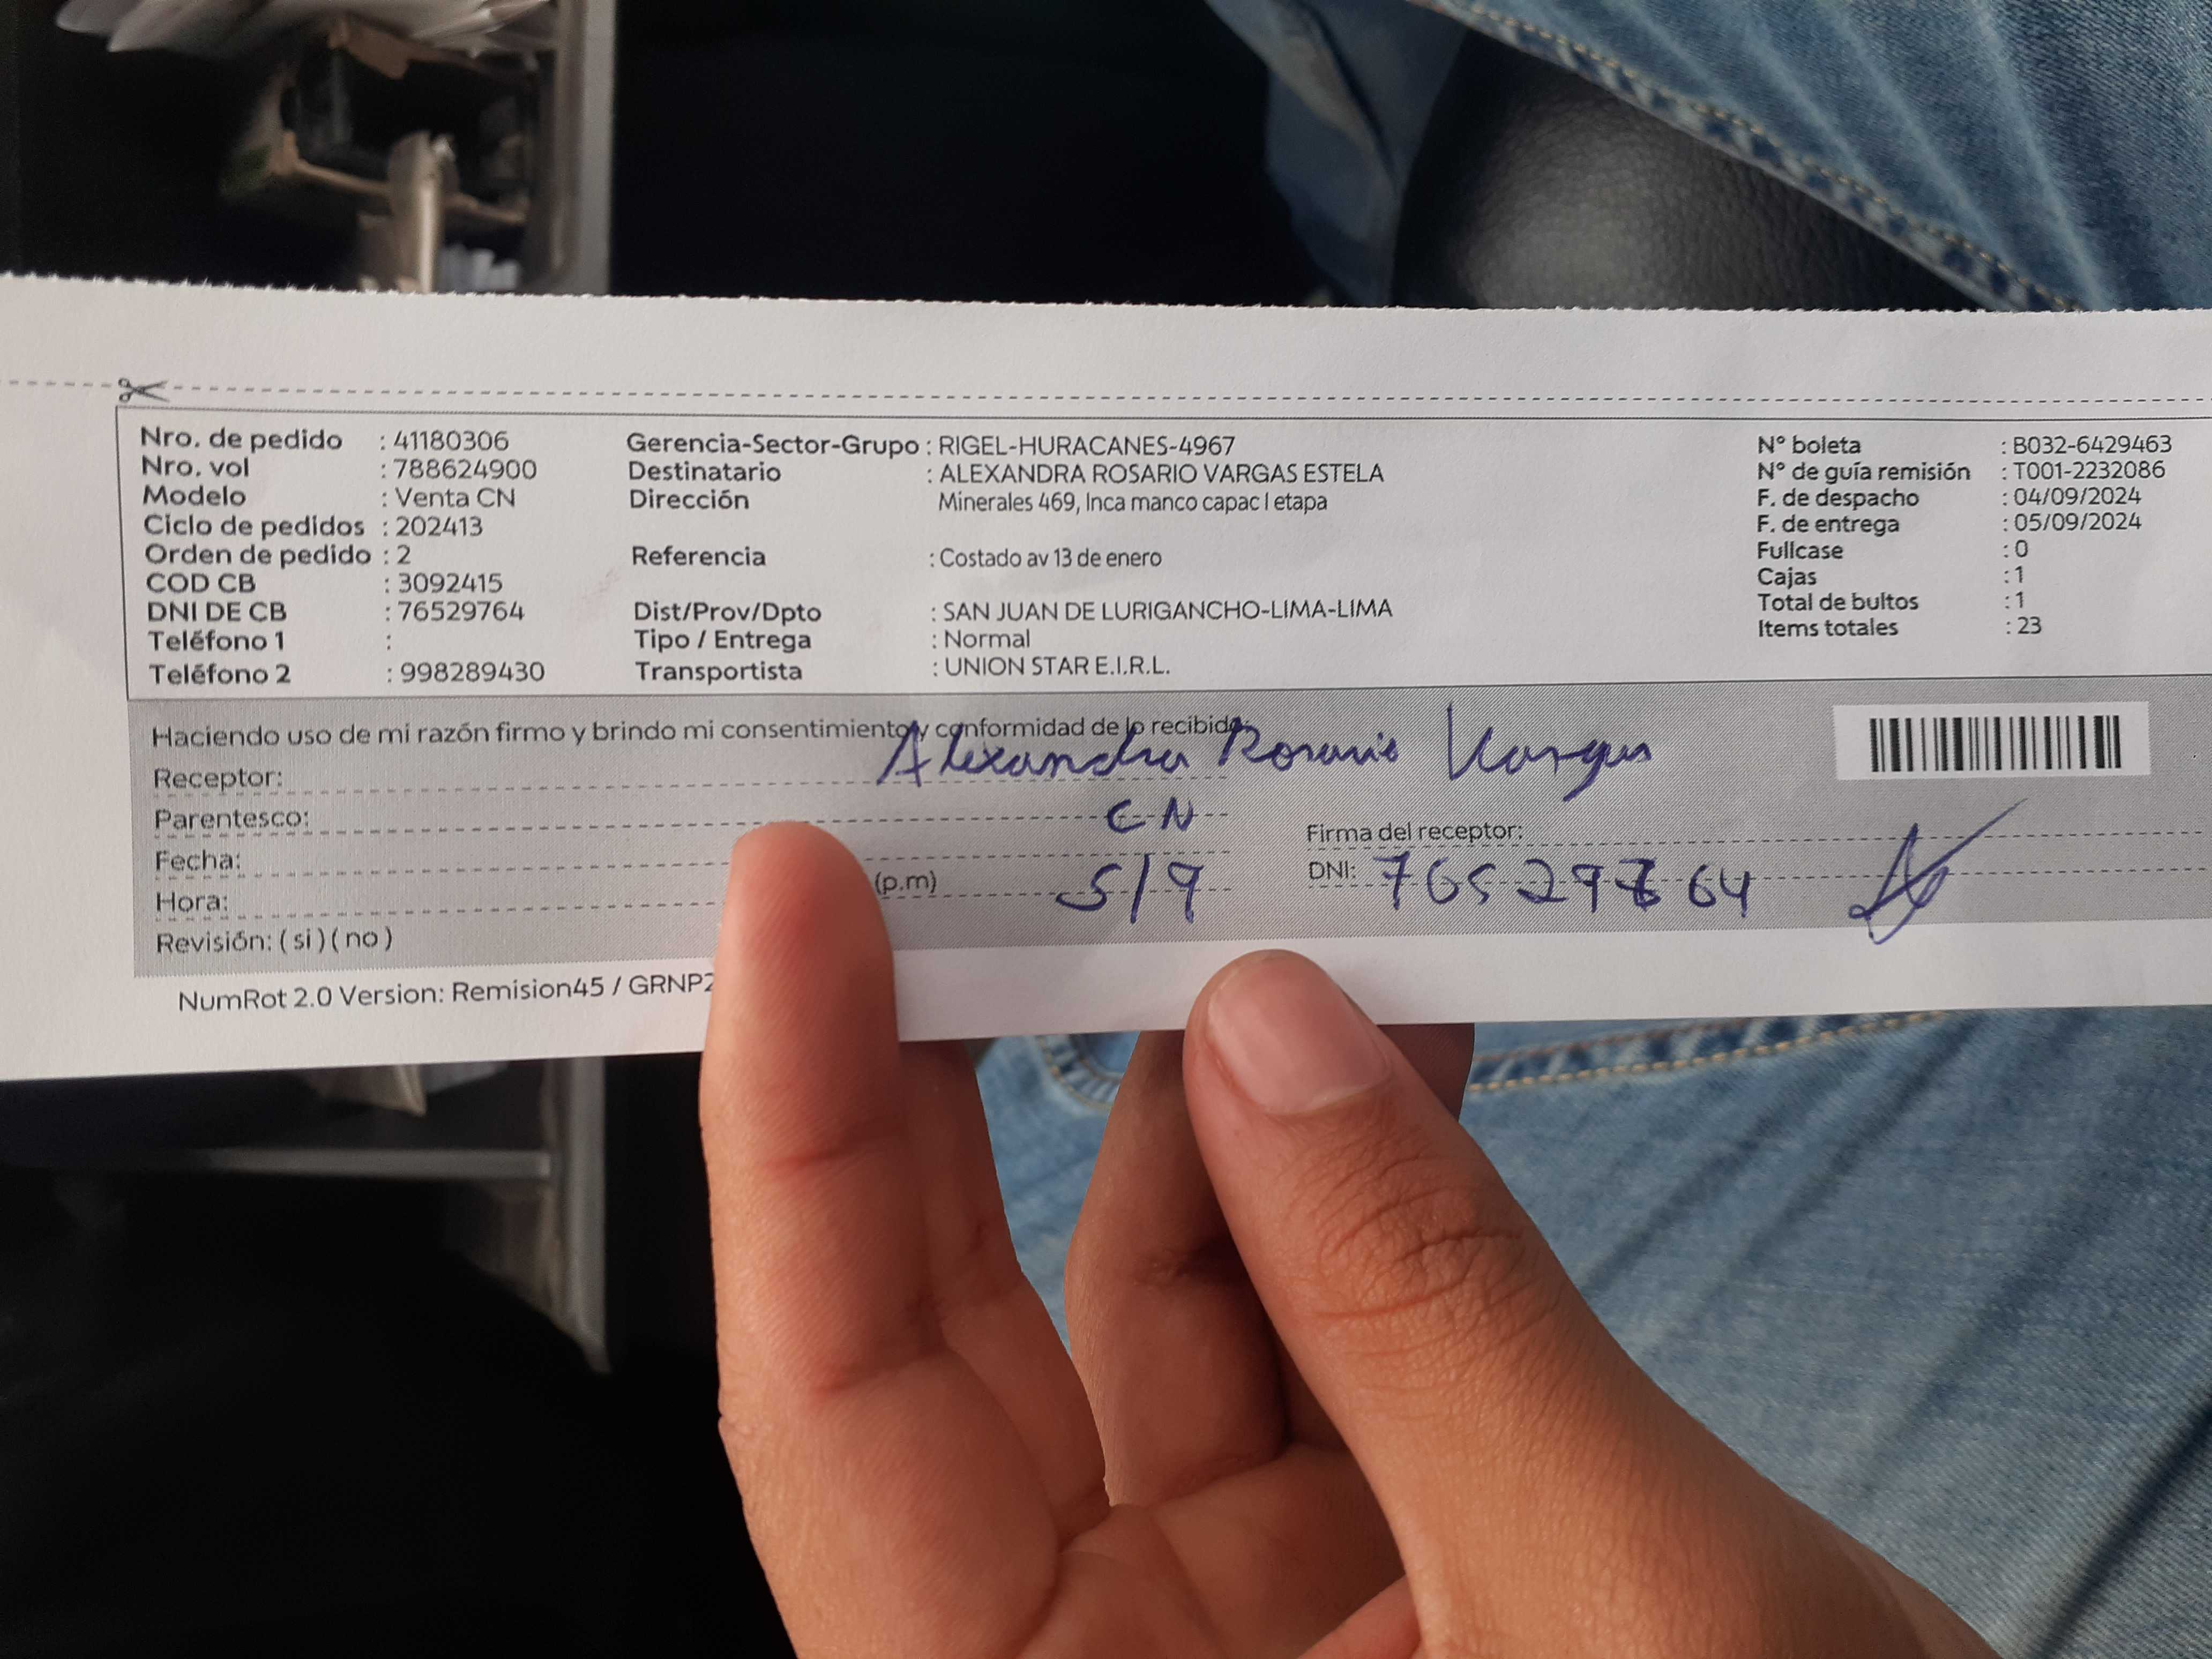 Nro. de pedido : 41180306
Nro. vol : 788624900
Modelo : Venta CN
Ciclo de pedidos : 202413
Orden de pedido : 2
COD CB : 3092415
DNI DE CB : 76529764
Teléfono 1 :
Teléfono 2 : 998289430
Gerencia-Sector-Grupo : RIGEL-HURACANES-4967
Destinatario : ALEXANDRA ROSARIO VARGAS ESTELA
Dirección Minerales 469, Inca manco capac I etapa
Referencia : Costado av 13 de enero
Dist/Prov/Dpto : SAN JUAN DE LURIGANCHO-LIMA-LIMA
Tipo / Entrega : Normal
Transportista : UNION STAR E.I.R.L.
N° boleta : B032-6429463
N° de guía remisión : T001-2232086
F. de despacho : 04/09/2024
F. de entrega : 05/09/2024
Fullcase : 0
Cajas : 1
Total de bultos : 1
Items totales : 23
Haciendo uso de mi razón firmo y brindo mi consentimiento y conformidad de lo recibido:
Receptor: Alexandra Rosario Vargas
Parentesco: CN
Fecha: 5/9
Hora: (p.m)
Revisión: ( si ) ( no )
Firma del receptor:
DNI: 76529764
NumRot 2.0 Version: Remision45 / GRNP2